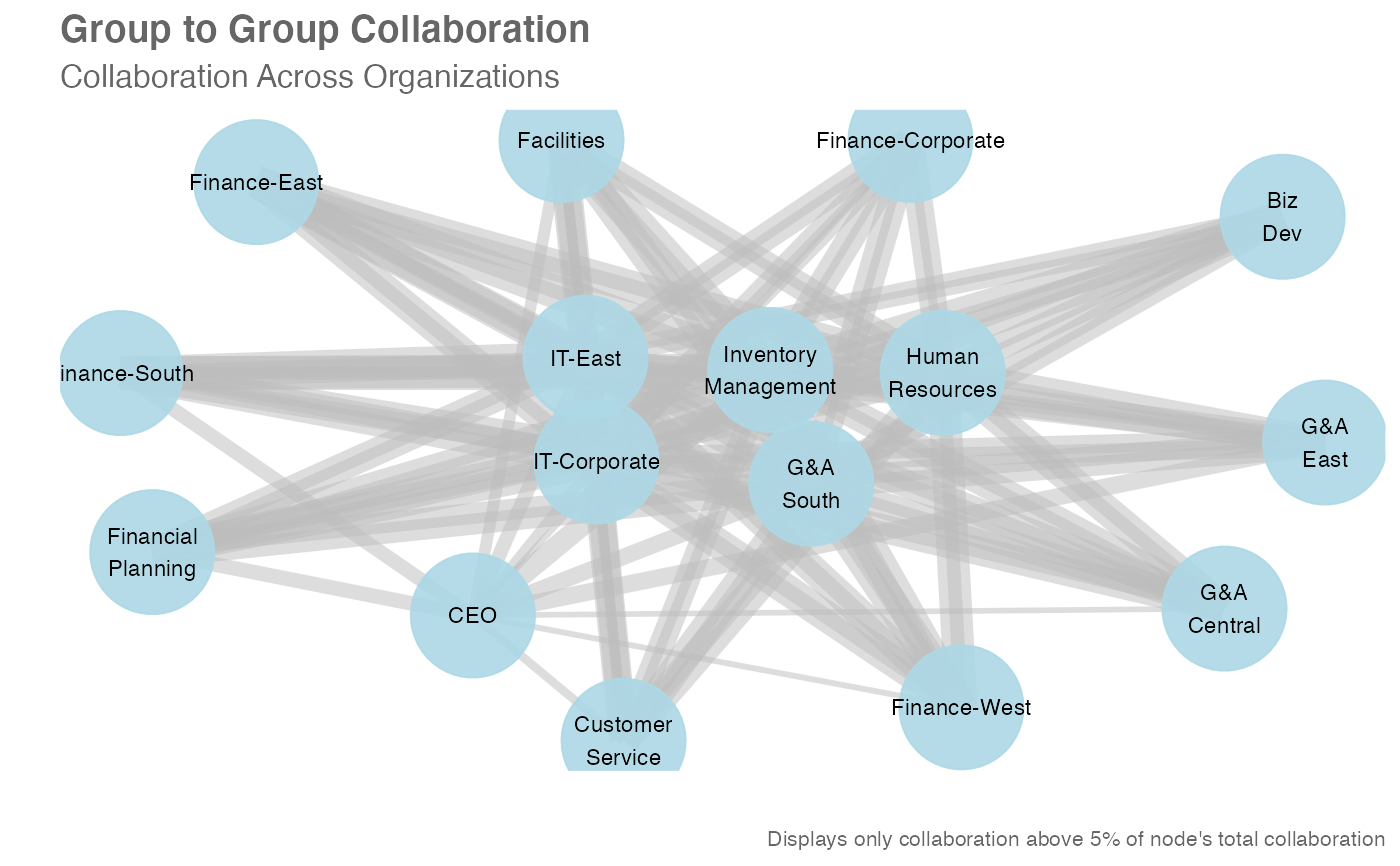 Group to Group Collaboration
Collaboration Across Organizations
Facilities
Finance-Corporate
Finance-East
Biz
Dev
IT-East
Inventory
Management
Human
Resources
inance-South
G&A
East
IT-Corporate
G&A
South
Financial
Planning
CEO
G&A
Central
Finance-West
Customer
Service
Displays only collaboration above 5% of node's total collaboration